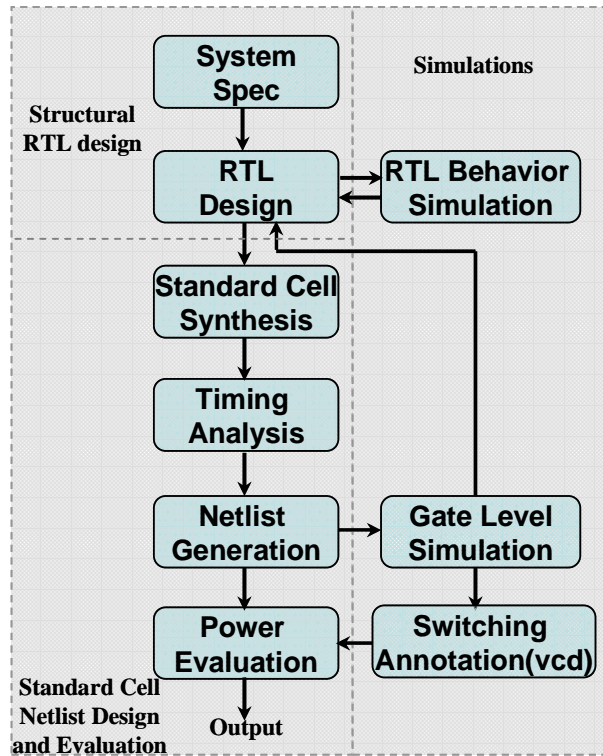 System
Spec
Simulations
Structural
RTL design
RTL
Design
RTL Behavior
Simulation
Standard Cell
Synthesis
Timing
Analysis
Netlist
Generation
Gate Level
Simulation
Power
Evaluation
Switching
Annotation(vcd)
Standard Cell
Netlist Design
and Evaluation
Output